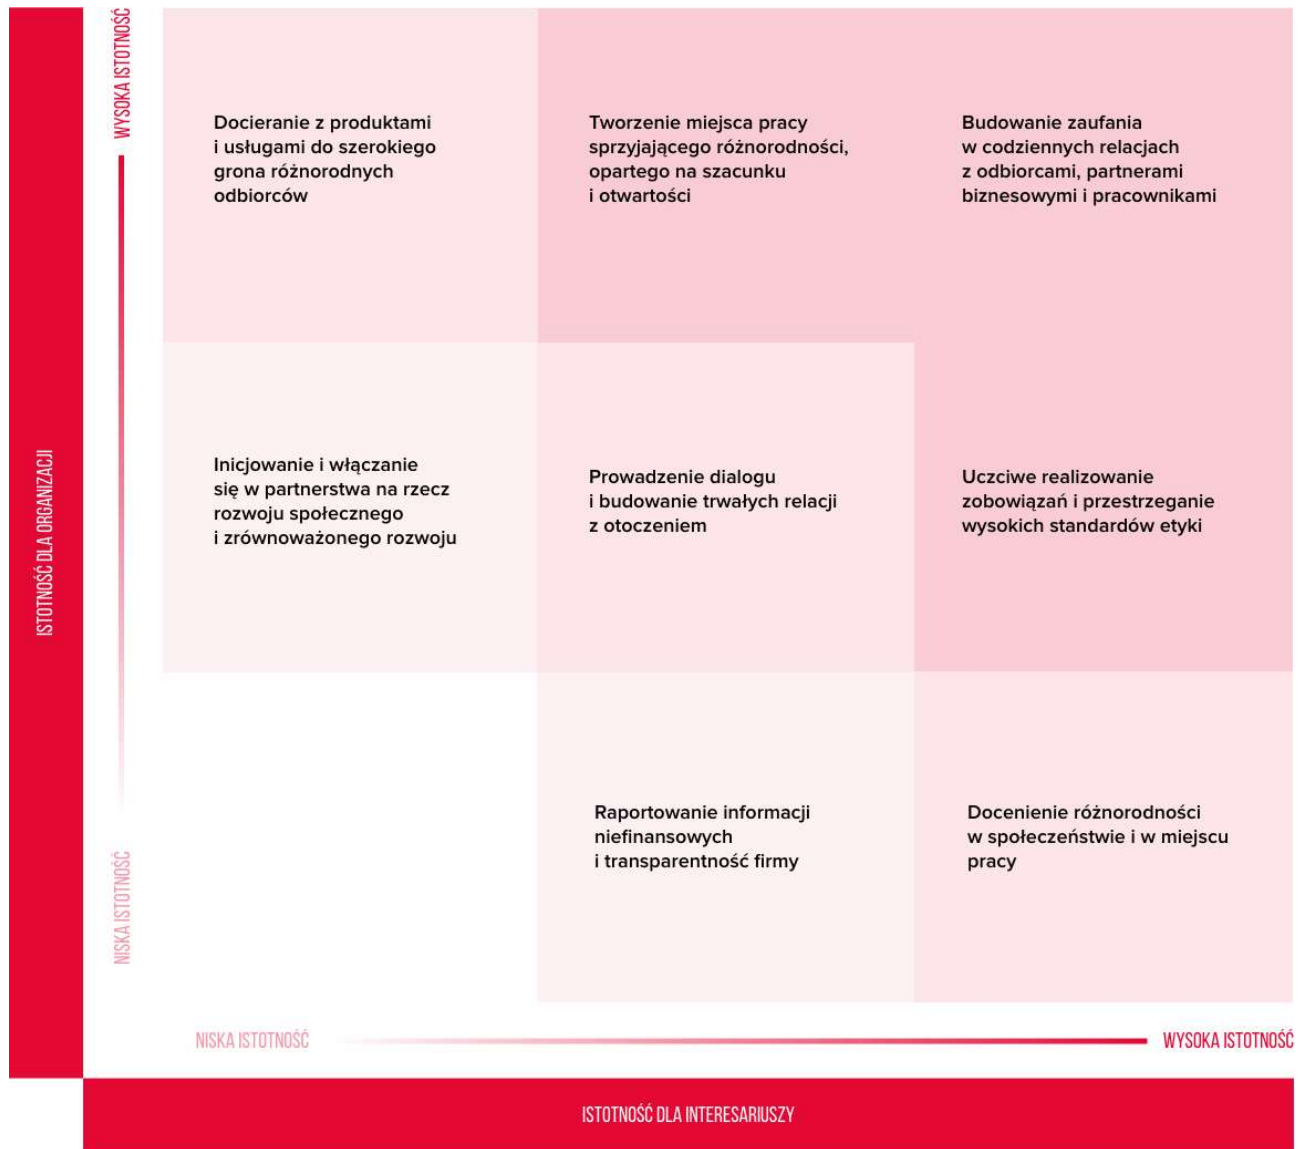 WYSOKA ISTOTNOŚĆ
ISTOTNOŚĆ DLA ORGANIZACJI
NISKA ISTOTNOŚĆ
Docieranie z produktami
i usługami do szerokiego
grona różnorodnych
odbiorców
Tworzenie miejsca pracy
sprzyjającego różnorodności,
opartego na szacunku
i otwartości
Budowanie zaufania
w codziennych relacjach
z odbiorcami, partnerami
biznesowymi i pracownikami
Inicjowanie i włączanie
się w partnerstwa na rzecz
rozwoju społecznego
i zrównoważonego rozwoju
Prowadzenie dialogu
i budowanie trwałych relacji
z otoczeniem
Uczciwe realizowanie
zobowiązań i przestrzeganie
wysokich standardów etyki
Raportowanie informacji
niefinansowych
i transparentność firmy
Docenienie różnorodności
w społeczeństwie i w miejscu
pracy
NISKA ISTOTNOŚĆ
WYSOKA ISTOTNOŚĆ
ISTOTNOŚĆ DLA INTERESARIUSZY